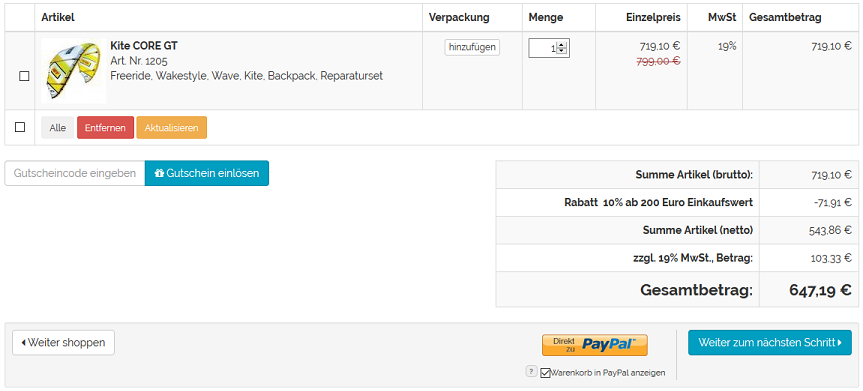 Artikel Verpackung Menge Einzelpreis MwSt Gesamtbetrag
Kite CORE GT hinzufügen 1 719.10 € 19% 719.10 €
Art. Nr. 1205 799.00 €
Freeride, Wakestyle, Wave, Kite, Backpack, Reparaturset
Alle Entfernen Aktualisieren
Gutscheincode eingeben Gutschein einlösen
Summe Artikel (brutto): 719.10 €
Rabatt 10% ab 200 Euro Einkaufswert -71,91 €
Summe Artikel (netto) 543,86 €
zzgl. 19% MwSt., Betrag: 103,33 €
Gesamtbetrag: 647,19 €
Weiter shoppen
Direkt zu PayPal™
Weiter zum nächsten Schritt
? Warenkorb in PayPal anzeigen